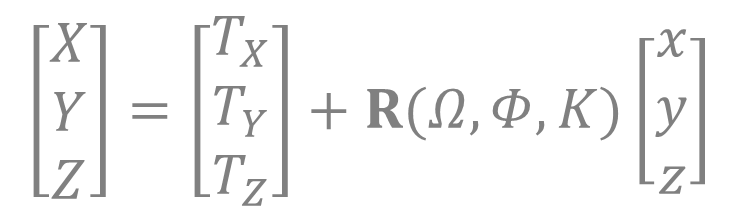 [X Y Z] = [T_X T_Y T_Z] + R(Ω, Φ, K) [x y z]